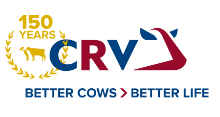 150
YEARS
CRV
BETTER COWS > BETTER LIFE